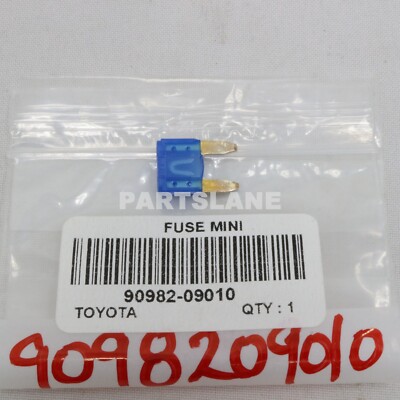 PARTSLANE
FUSE MINI
90982-09010
TOYOTA QTY : 1
9098209010